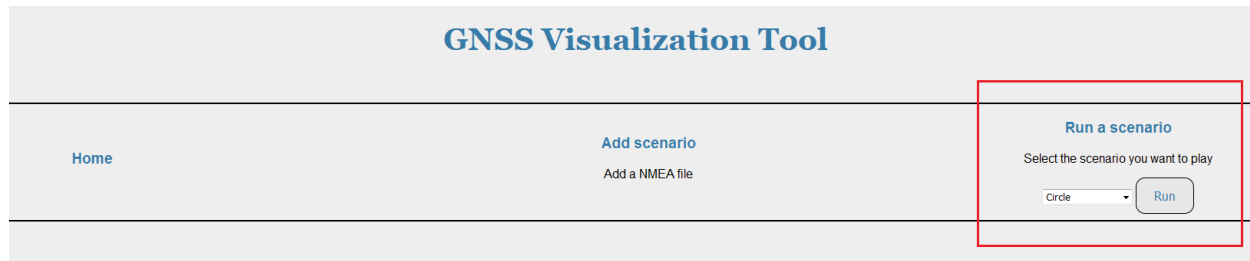 GNSS Visualization Tool
Home
Add scenario
Add a NMEA file
Run a scenario
Select the scenario you want to play
Circle
Run